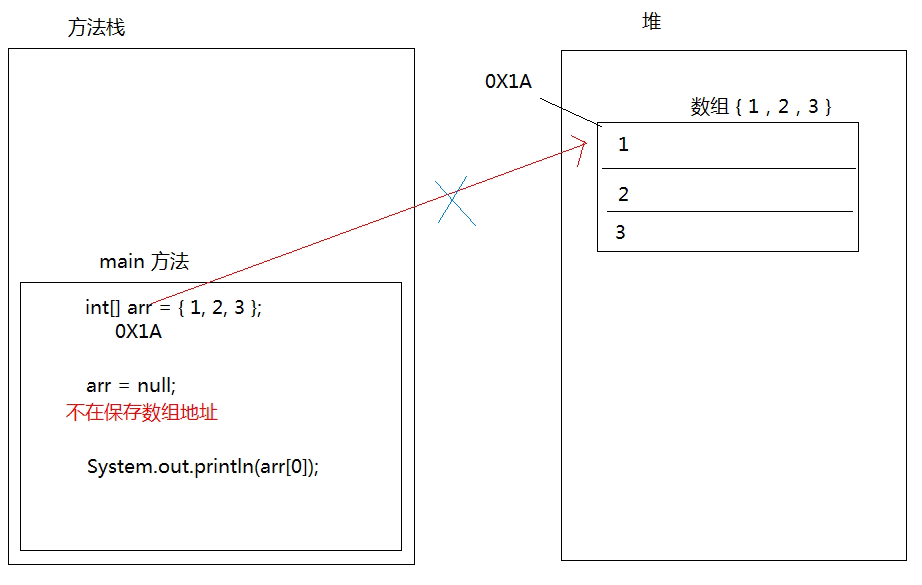 方法栈
堆
0X1A
数组 { 1 , 2 , 3 }
1
2
3
main 方法
int[] arr = { 1, 2, 3 };
0X1A
arr = null;
不在保存数组地址
System.out.println(arr[0]);